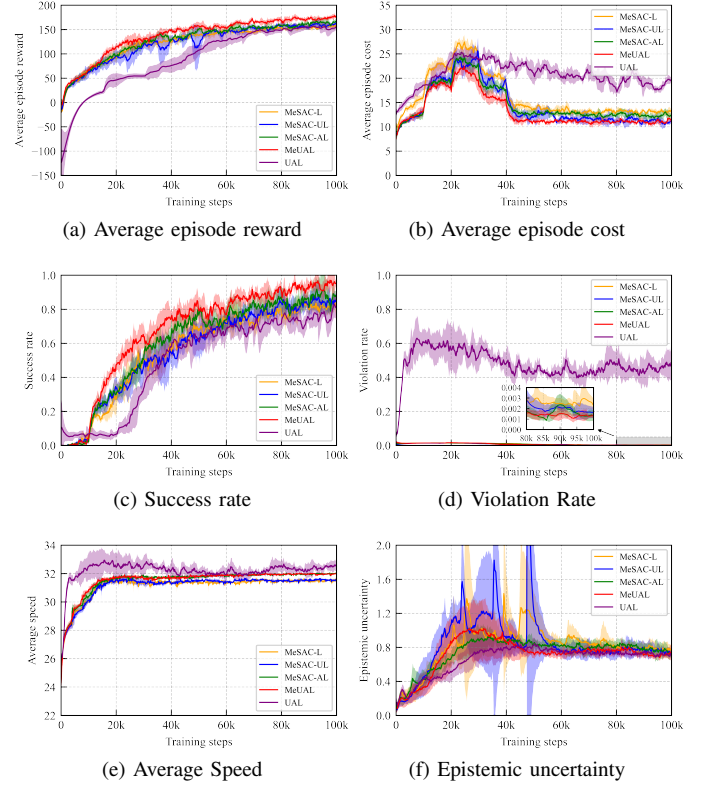 200
150
100
50
0
−50
−100
−150
Average episode reward
MeSAC-L
MeSAC-UL
MeSAC-AL
MeUAL
UAL
0 20k 40k 60k 80k 100k
Training steps
(a) Average episode reward
35
30
25
20
15
10
5
0
Average episode cost
MeSAC-L
MeSAC-UL
MeSAC-AL
MeUAL
UAL
0 20k 40k 60k 80k 100k
Training steps
(b) Average episode cost
1.0
0.8
0.6
0.4
0.2
0.0
Success rate
MeSAC-L
MeSAC-UL
MeSAC-AL
MeUAL
UAL
0 20k 40k 60k 80k 100k
Training steps
(c) Success rate
1.0
0.8
0.6
0.4
0.2
0.0
Violation rate
MeSAC-L
MeSAC-UL
MeSAC-AL
MeUAL
UAL
0.004
0.003
0.002
0.001
0.000
80k 85k 90k 95k 100k
0 20k 40k 60k 80k 100k
Training steps
(d) Violation Rate
34
32
30
28
26
24
22
Average speed
MeSAC-L
MeSAC-UL
MeSAC-AL
MeUAL
UAL
0 20k 40k 60k 80k 100k
Training steps
(e) Average Speed
2.0
1.6
1.2
0.8
0.4
0.0
Epistemic uncertainty
MeSAC-L
MeSAC-UL
MeSAC-AL
MeUAL
UAL
0 20k 40k 60k 80k 100k
Training steps
(f) Epistemic uncertainty